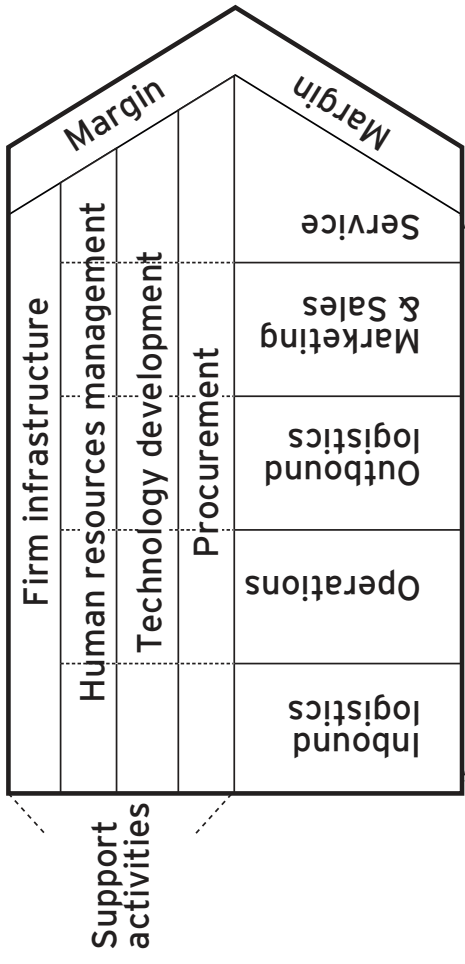 Firm infrastructure
Human resources management
Technology development
Procurement
Margin
Support
activities
Inbound
logistics
Operations
Outbound
logistics
Marketing
& Sales
Service
Margin